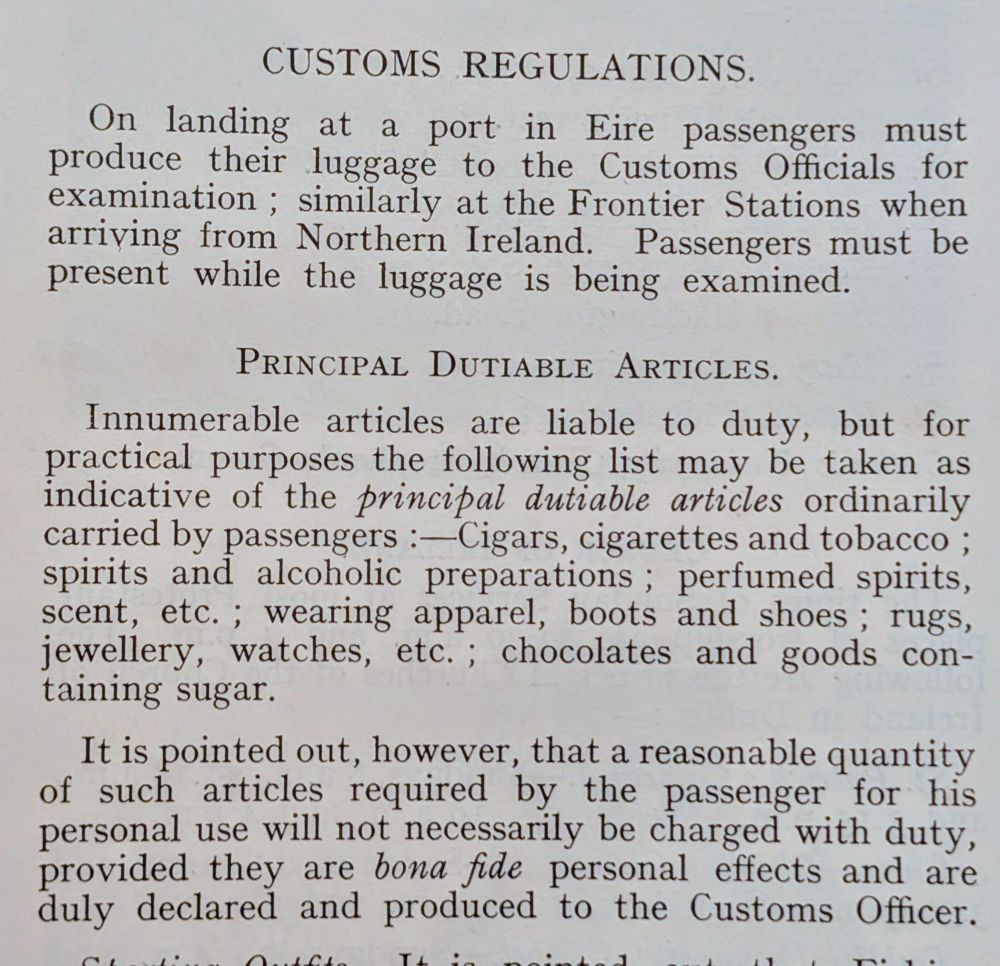 CUSTOMS REGULATIONS.
On landing at a port in Eire passengers must
produce their luggage to the Customs Officials for
examination ; similarly at the Frontier Stations when
arriving from Northern Ireland. Passengers must be
present while the luggage is being examined.
PRINCIPAL DUTIABLE ARTICLES.
Innumerable articles are liable to duty, but for
practical purposes the following list may be taken as
indicative of the principal dutiable articles ordinarily
carried by passengers :—Cigars, cigarettes and tobacco ;
spirits and alcoholic preparations ; perfumed spirits,
scent, etc. ; wearing apparel, boots and shoes ; rugs,
jewellery, watches, etc. ; chocolates and goods con-
taining sugar.
It is pointed out, however, that a reasonable quantity
of such articles required by the passenger for his
personal use will not necessarily be charged with duty,
provided they are bona fide personal effects and are
duly declared and produced to the Customs Officer.
It is pointed out that